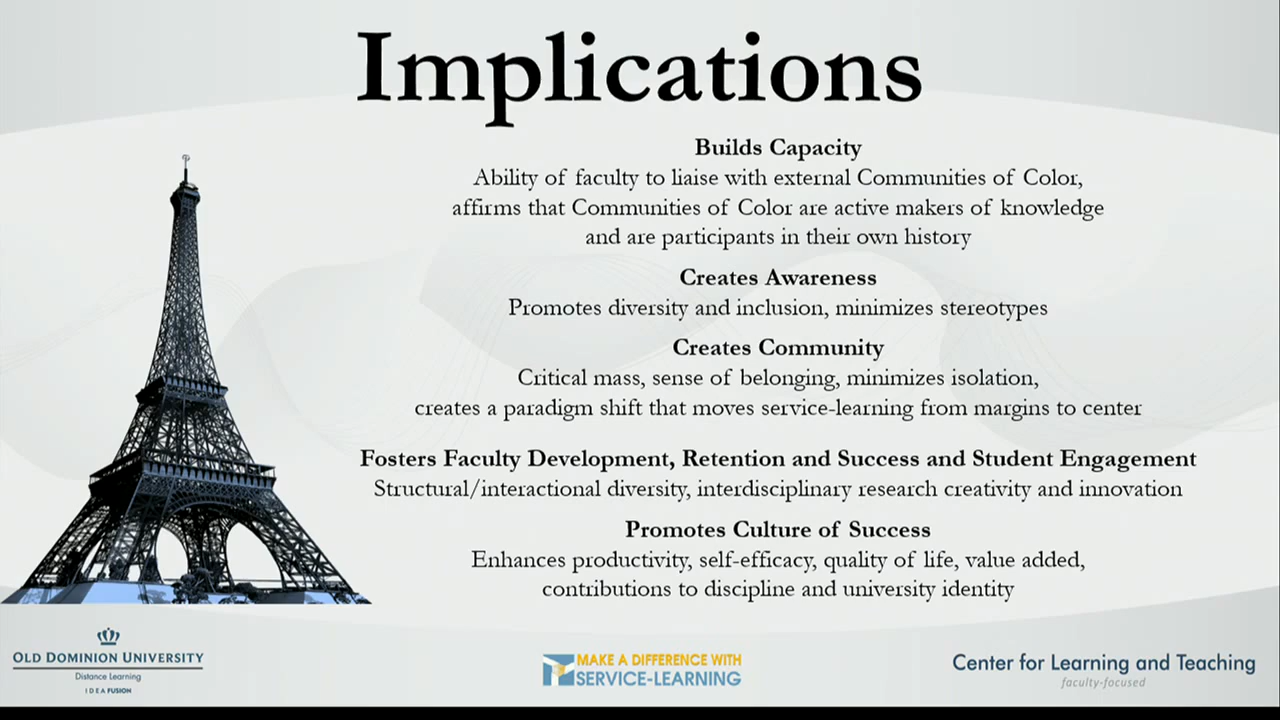 Implications
Builds Capacity
Ability of faculty to liaise with external Communities of Color,
affirms that Communities of Color are active makers of knowledge
and are participants in their own history
Creates Awareness
Promotes diversity and inclusion, minimizes stereotypes
Creates Community
Critical mass, sense of belonging, minimizes isolation,
creates a paradigm shift that moves service-learning from margins to center
Fosters Faculty Development, Retention and Success and Student Engagement
Structural/interactional diversity, interdisciplinary research creativity and innovation
Promotes Culture of Success
Enhances productivity, self-efficacy, quality of life, value added,
contributions to discipline and university identity
OLD DOMINION UNIVERSITY
Distance Learning
IDEA FUSION
MAKE A DIFFERENCE WITH
SERVICE-LEARNING
Center for Learning and Teaching
faculty-focused